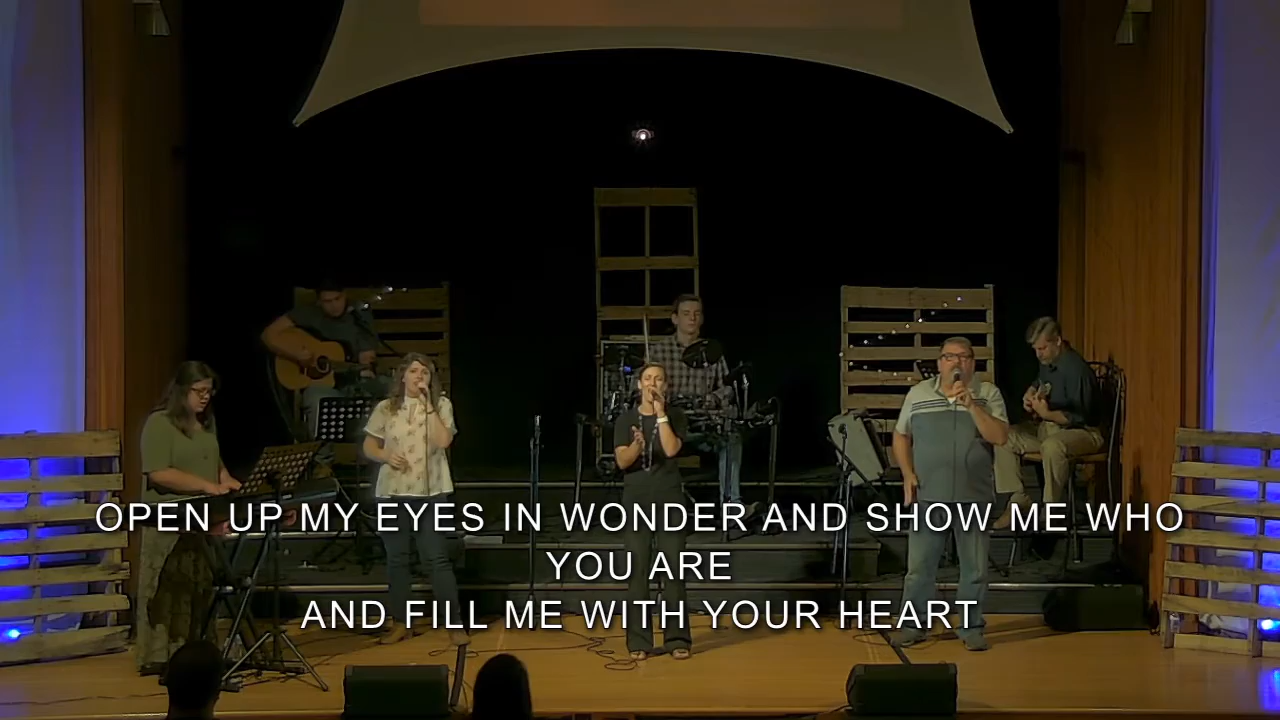 OPEN UP MY EYES IN WONDER AND SHOW ME WHO
YOU ARE
AND FILL ME WITH YOUR HEART